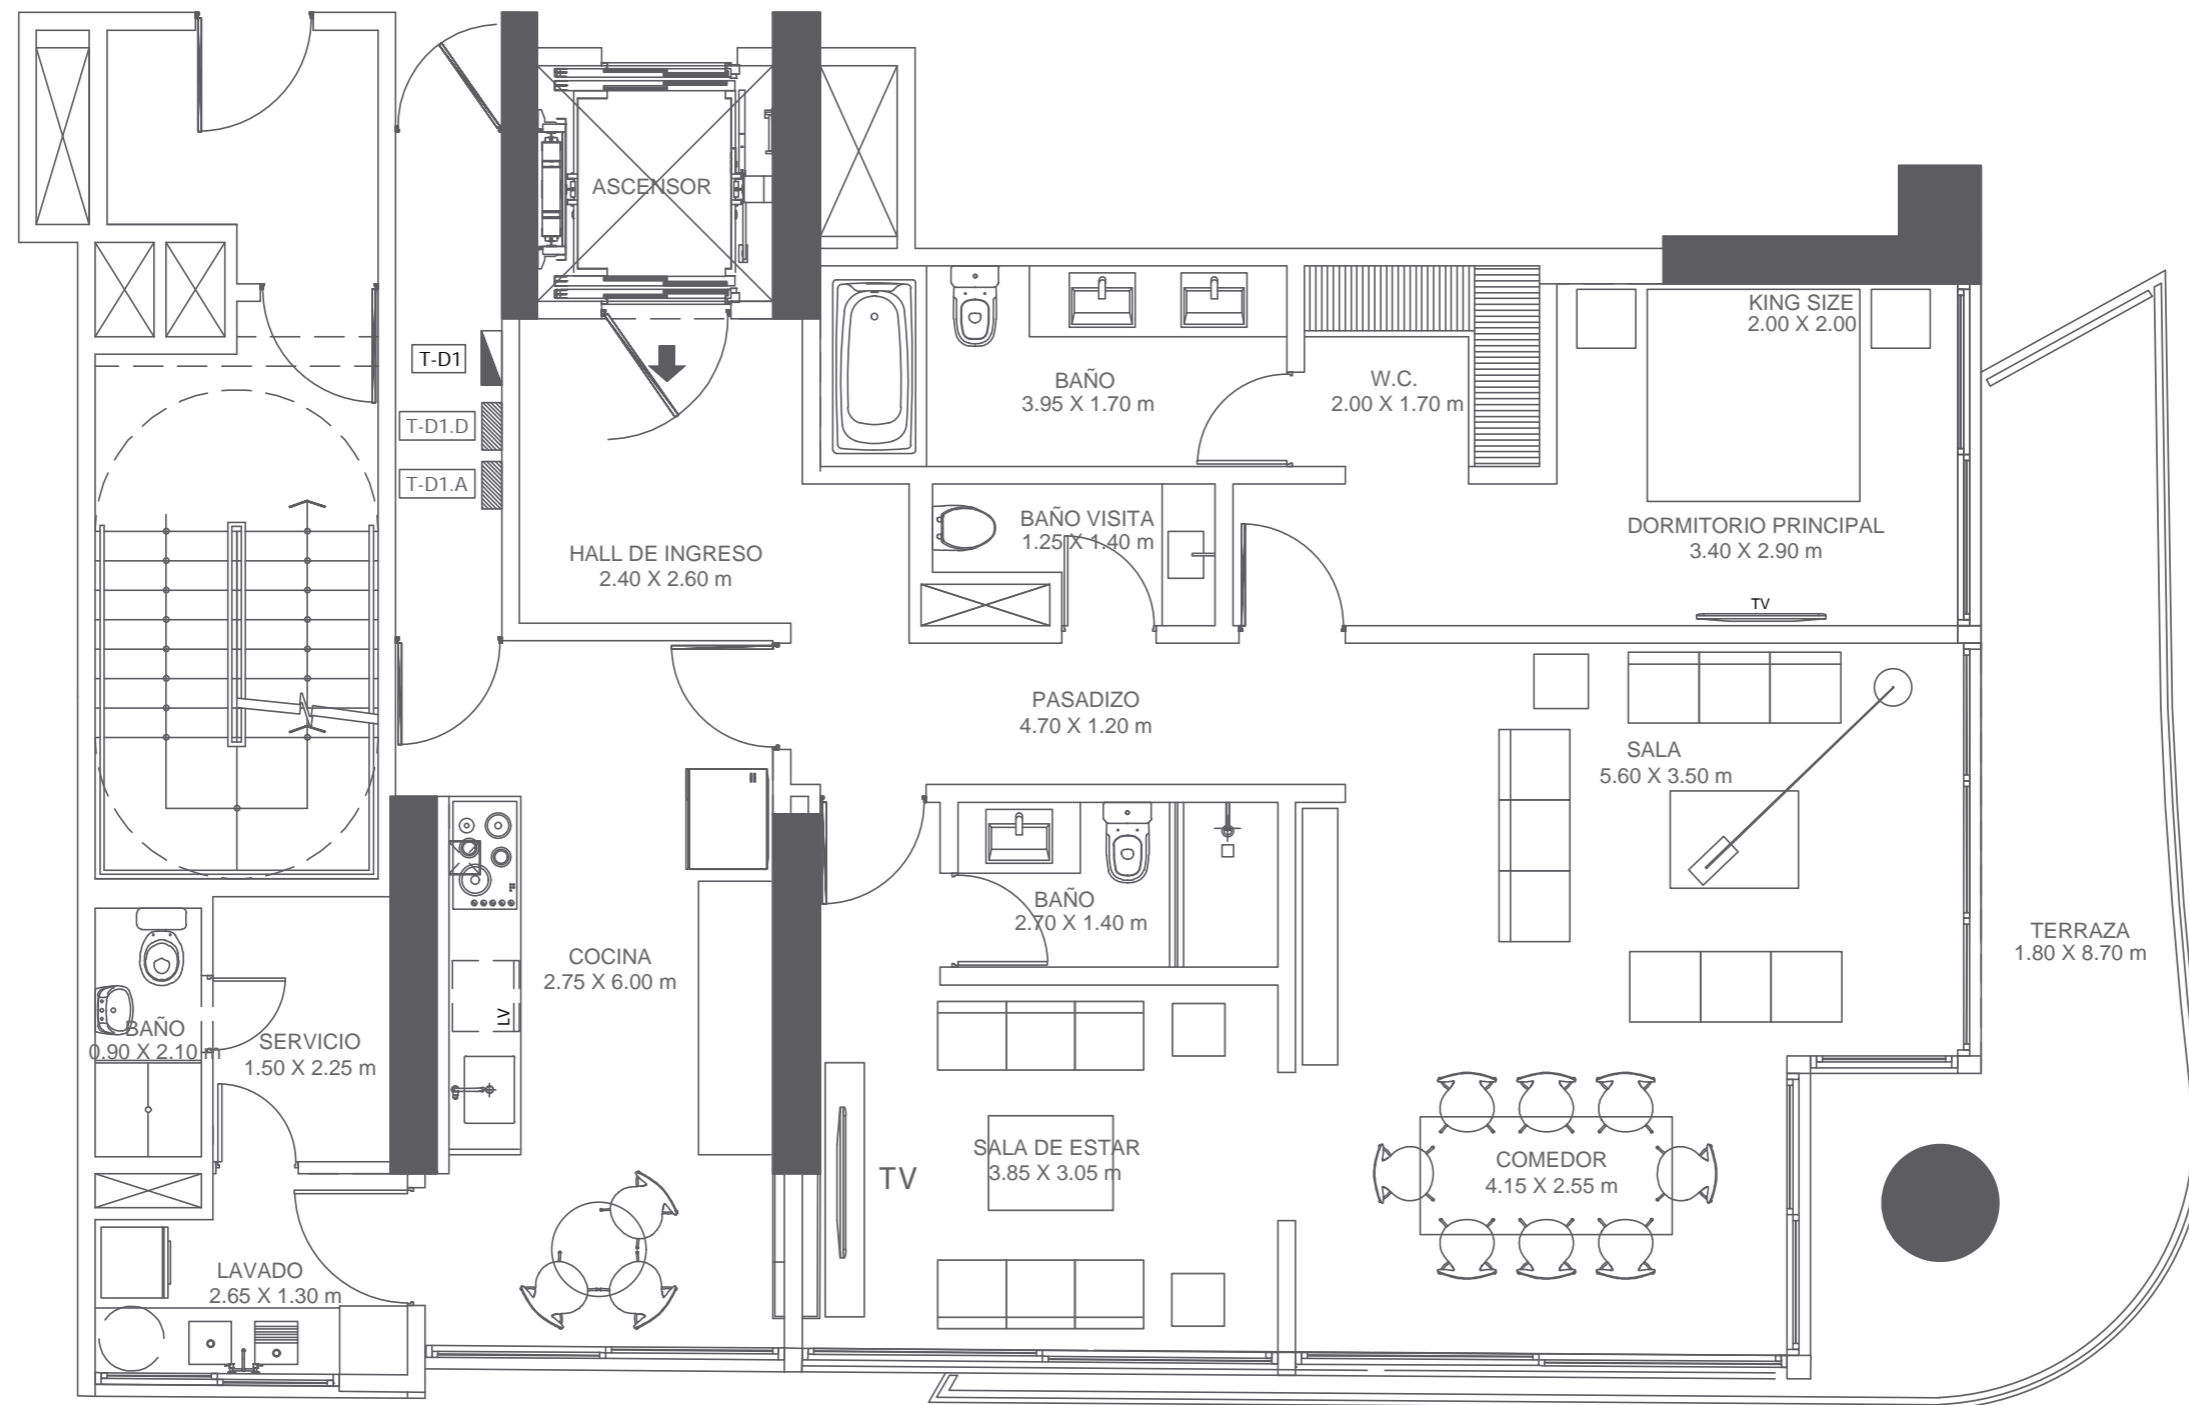 ASCENSOR
KING SIZE
2.00 X 2.00
T-D1
BAÑO
3.95 X 1.70 m
W.C.
2.00 X 1.70 m
T-D1.D
T-D1.A
BAÑO VISITA
1.25 X 1.40 m
DORMITORIO PRINCIPAL
3.40 X 2.90 m
HALL DE INGRESO
2.40 X 2.60 m
TV
PASADIZO
4.70 X 1.20 m
SALA
5.60 X 3.50 m
BAÑO
2.70 X 1.40 m
TERRAZA
1.80 X 8.70 m
COCINA
2.75 X 6.00 m
LV
BAÑO
0.90 X 2.10 m
SERVICIO
1.50 X 2.25 m
SALA DE ESTAR
3.85 X 3.05 m
TV
COMEDOR
4.15 X 2.55 m
LAVADO
2.65 X 1.30 m